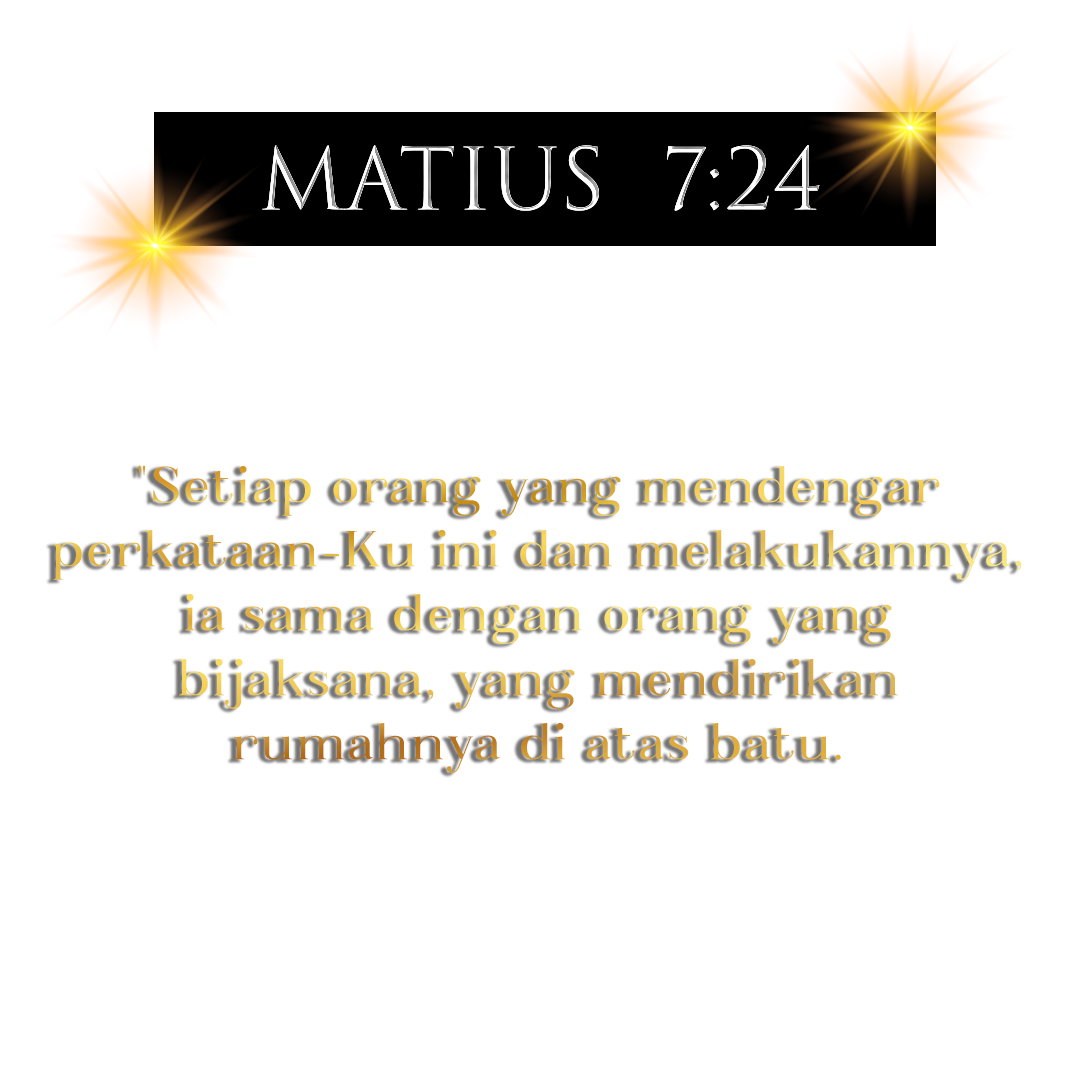 MATIUS 7:24
"Setiap orang yang mendengar
perkataan-Ku ini dan melakukannya,
ia sama dengan orang yang
bijaksana, yang mendirikan
rumahnya di atas batu.